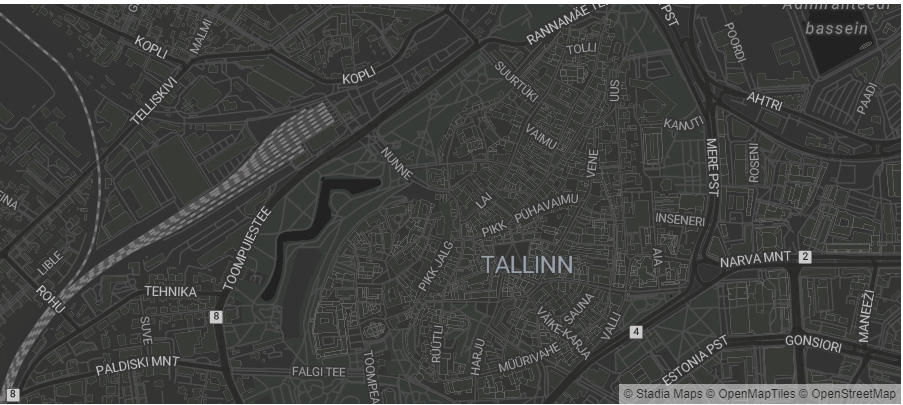 Admiraliteedi
bassein
RANNAMÄE TE
PST
MALMI
KOPLI
TOLLI
POORDI
KOPLI
TELLISKIVI
SUURTÜKI
UUS
AHTRI
PAADI
VAIMU
KANUTI
NUNNE
VENE
MERE PST
ROSENI
LAI
PIKK
PÜHAVAIMU
INSENERI
TOOMPUIESTEE
PIKK JALG
TALLINN
AIA
NARVA MNT
2
LIBLE
ROHU
TEHNIKA
8
SUVE
RÜÜTLI
HARJU
SAUNA
VÄIKE-KARJA
VALLI
4
MANEEŽI
MÜÜRIVAHE
ESTONIA PST
GONSIORI
PALDISKI MNT
FALGI TEE
TOOMPEA
8
© Stadia Maps © OpenMapTiles © OpenStreetMap